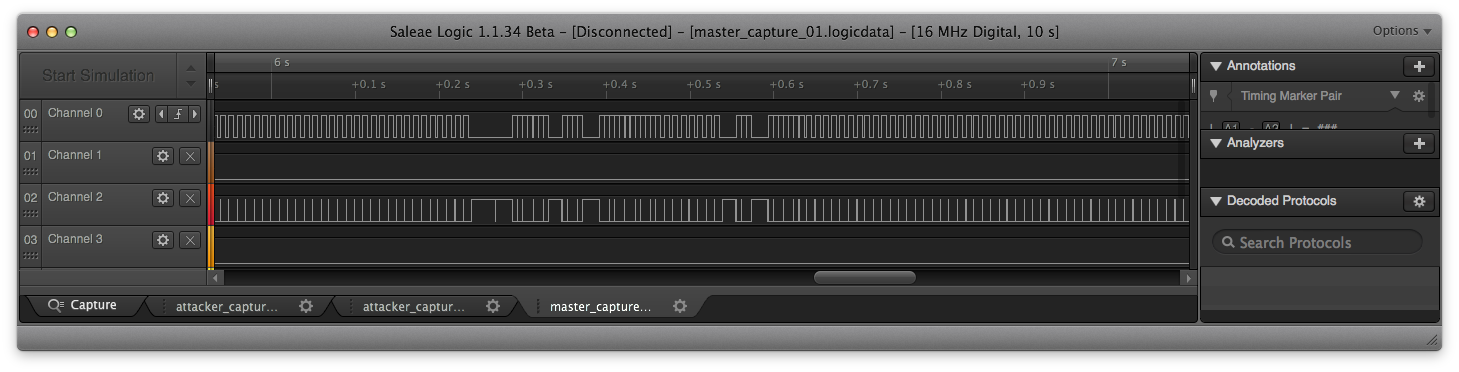 Saleae Logic 1.1.34 Beta – [Disconnected] – [master_capture_01.logicdata] – [16 MHz Digital, 10 s]
Options
Start Simulation
6 s
7 s
s
+0.1 s
+0.2 s
+0.3 s
+0.4 s
+0.5 s
+0.6 s
+0.7 s
+0.8 s
+0.9 s
00 Channel 0
01 Channel 1
02 Channel 2
03 Channel 3
Annotations
Timing Marker Pair
A1 - A2 | = ###
Analyzers
Decoded Protocols
Search Protocols
Capture
attacker_captur...
attacker_captur...
master_capture...